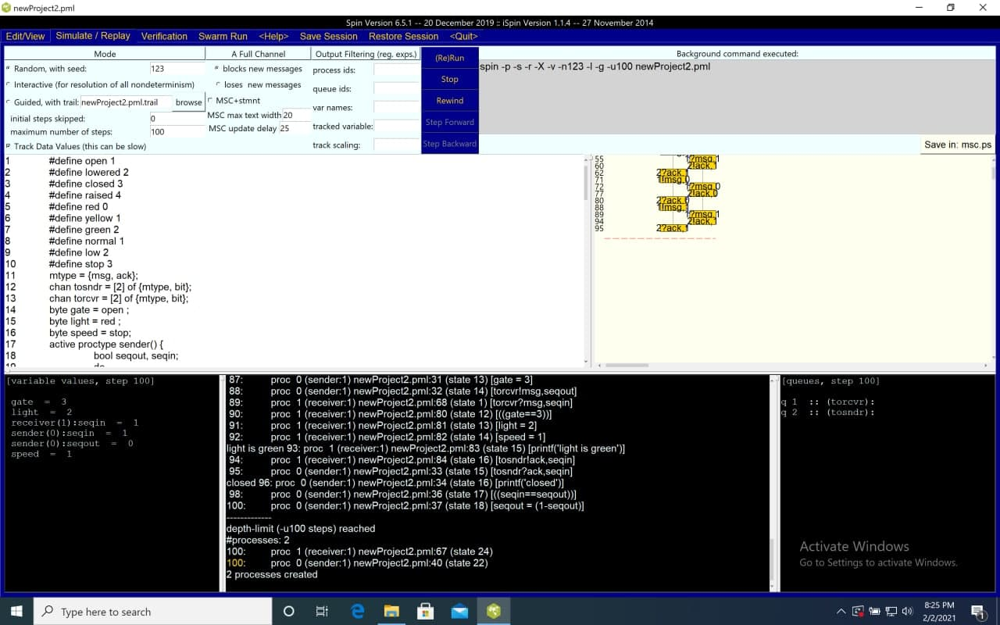 newProject2.pml
Spin Version 6.5.1 -- 20 December 2019 :: iSpin Version 1.1.4 -- 27 November 2014
Edit/View Simulate / Replay Verification Swarm Run <Help> Save Session Restore Session <Quit>
Mode A Full Channel Output Filtering (reg. exps.) (Re)Run Background command executed:
Random, with seed: 123 blocks new messages process ids: spin -p -s -r -X -v -n123 -l -g -u100 newProject2.pml
Interactive (for resolution of all nondeterminism) loses new messages queue ids: Stop
Guided, with trail: newProject2.pml.trail browse MSC+stmnt var names: Rewind
initial steps skipped: 0 MSC max text width 20 tracked variable: Step Forward
maximum number of steps: 100 MSC update delay 25 track scaling: Step Backward
Track Data Values (this can be slow) Save in: msc.ps
1 #define open 1
2 #define lowered 2
3 #define closed 3
4 #define raised 4
5 #define red 0
6 #define yellow 1
7 #define green 2
8 #define normal 1
9 #define low 2
10 #define stop 3
11 mtype = {msg, ack};
12 chan tosndr = [2] of {mtype, bit};
13 chan torcvr = [2] of {mtype, bit};
14 byte gate = open ;
15 byte light = red ;
16 byte speed = stop;
17 active proctype sender() {
18 bool seqout, seqin;
19 do
55 1?msg,1
60 2!ack,1
62 2?ack,1
71 1!msg,0
72 1?msg,0
77 2!ack,0
80 2?ack,0
88 1!msg,1
89 1?msg,1
94 2!ack,1
95 2?ack,1
[variable values, step 100]
gate = 3
light = 2
receiver(1):seqin = 1
sender(0):seqin = 1
sender(0):seqout = 0
speed = 1
87: proc 0 (sender:1) newProject2.pml:31 (state 13) [gate = 3]
88: proc 0 (sender:1) newProject2.pml:32 (state 14) [torcvr!msg,seqout]
89: proc 1 (receiver:1) newProject2.pml:68 (state 1) [torcvr?msg,seqin]
90: proc 1 (receiver:1) newProject2.pml:80 (state 12) [((gate==3))]
91: proc 1 (receiver:1) newProject2.pml:81 (state 13) [light = 2]
92: proc 1 (receiver:1) newProject2.pml:82 (state 14) [speed = 1]
light is green 93: proc 1 (receiver:1) newProject2.pml:83 (state 15) [printf('light is green')]
94: proc 1 (receiver:1) newProject2.pml:84 (state 16) [tosndr!ack,seqin]
95: proc 0 (sender:1) newProject2.pml:33 (state 15) [tosndr?ack,seqin]
closed 96: proc 0 (sender:1) newProject2.pml:34 (state 16) [printf('closed')]
98: proc 0 (sender:1) newProject2.pml:36 (state 17) [((seqin==seqout))]
100: proc 0 (sender:1) newProject2.pml:37 (state 18) [seqout = (1-seqout)]
-------------
depth-limit (-u100 steps) reached
#processes: 2
100: proc 1 (receiver:1) newProject2.pml:67 (state 24)
100: proc 0 (sender:1) newProject2.pml:40 (state 22)
2 processes created
[queues, step 100]
q 1 :: (torcvr):
q 2 :: (tosndr):
Activate Windows
Go to Settings to activate Windows.
Type here to search
8:25 PM
2/2/2021
1